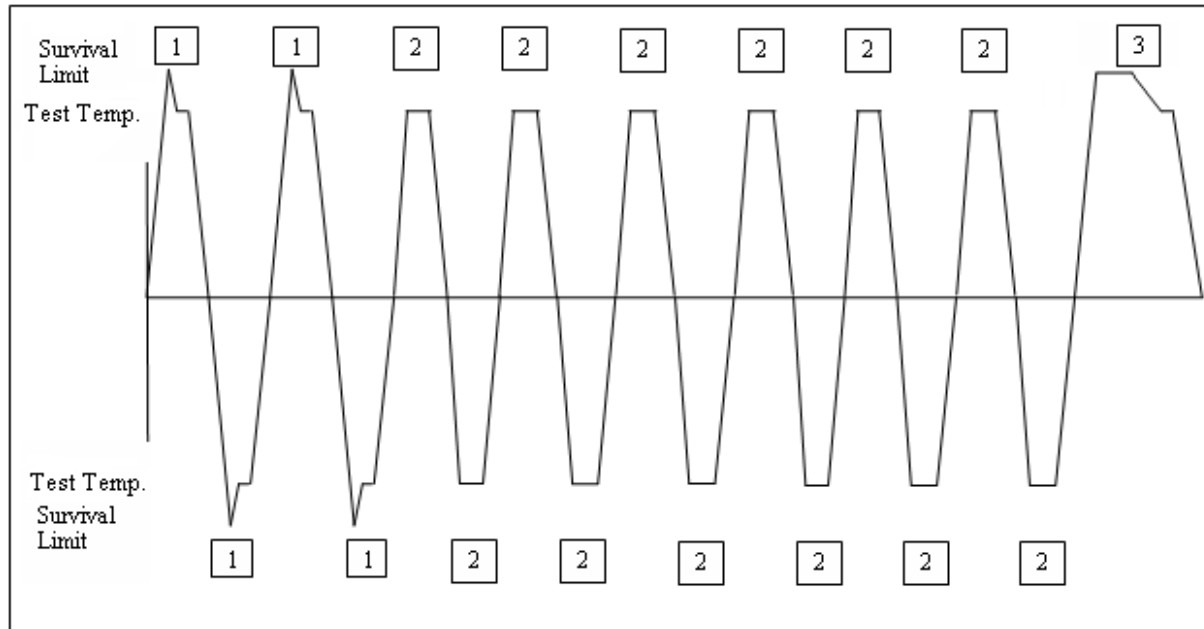 Survival
Limit
1 1 2 2 2 2 2 2 3
Test Temp.
Test Temp.
Survival
Limit
1 1 2 2 2 2 2 2